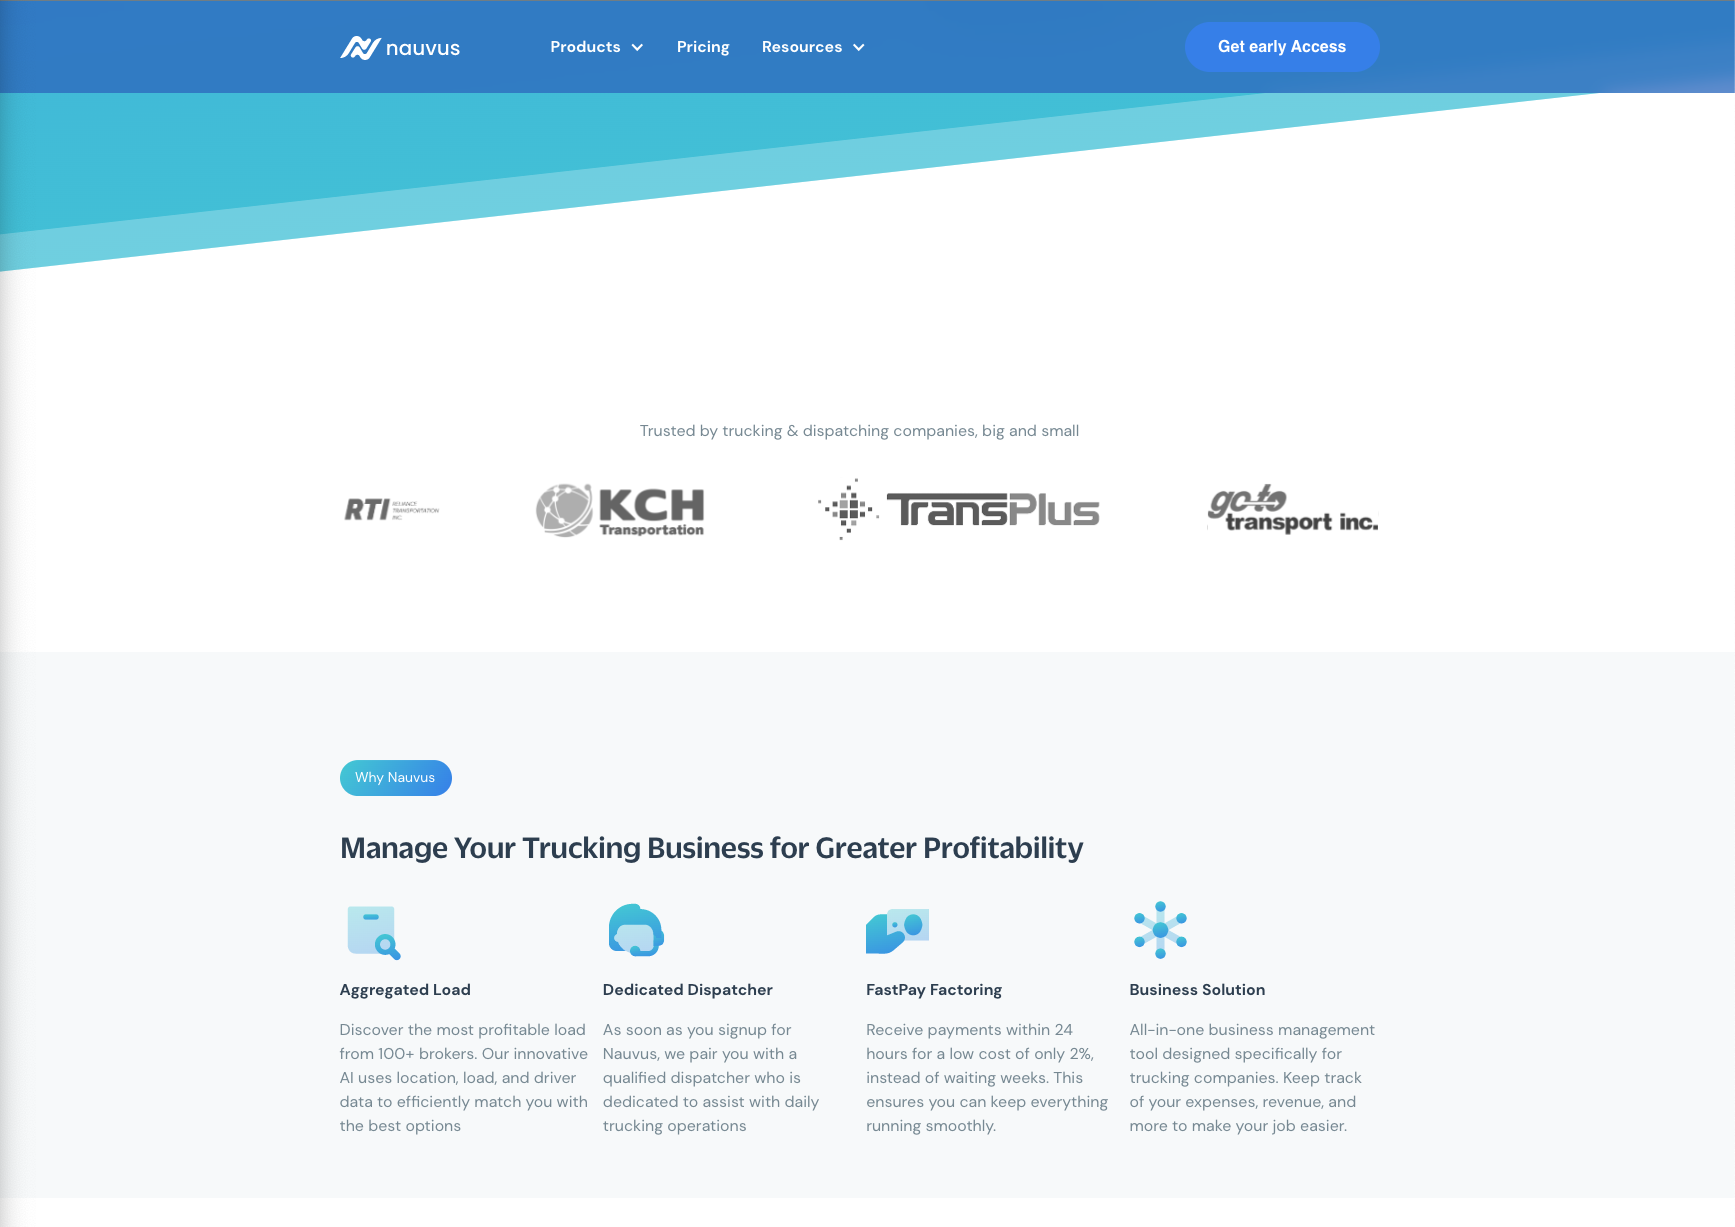 nauvus
Products
Pricing
Resources
Get early Access
Trusted by trucking & dispatching companies, big and small
RTI
RELIANCE
TRANSPORTATION
INC.
KCH
Transportation
TransPlus
go to
transport inc.
Why Nauvus
Manage Your Trucking Business for Greater Profitability
Aggregated Load
Discover the most profitable load
from 100+ brokers. Our innovative
AI uses location, load, and driver
data to efficiently match you with
the best options
Dedicated Dispatcher
As soon as you signup for
Nauvus, we pair you with a
qualified dispatcher who is
dedicated to assist with daily
trucking operations
FastPay Factoring
Receive payments within 24
hours for a low cost of only 2%,
instead of waiting weeks. This
ensures you can keep everything
running smoothly.
Business Solution
All-in-one business management
tool designed specifically for
trucking companies. Keep track
of your expenses, revenue, and
more to make your job easier.